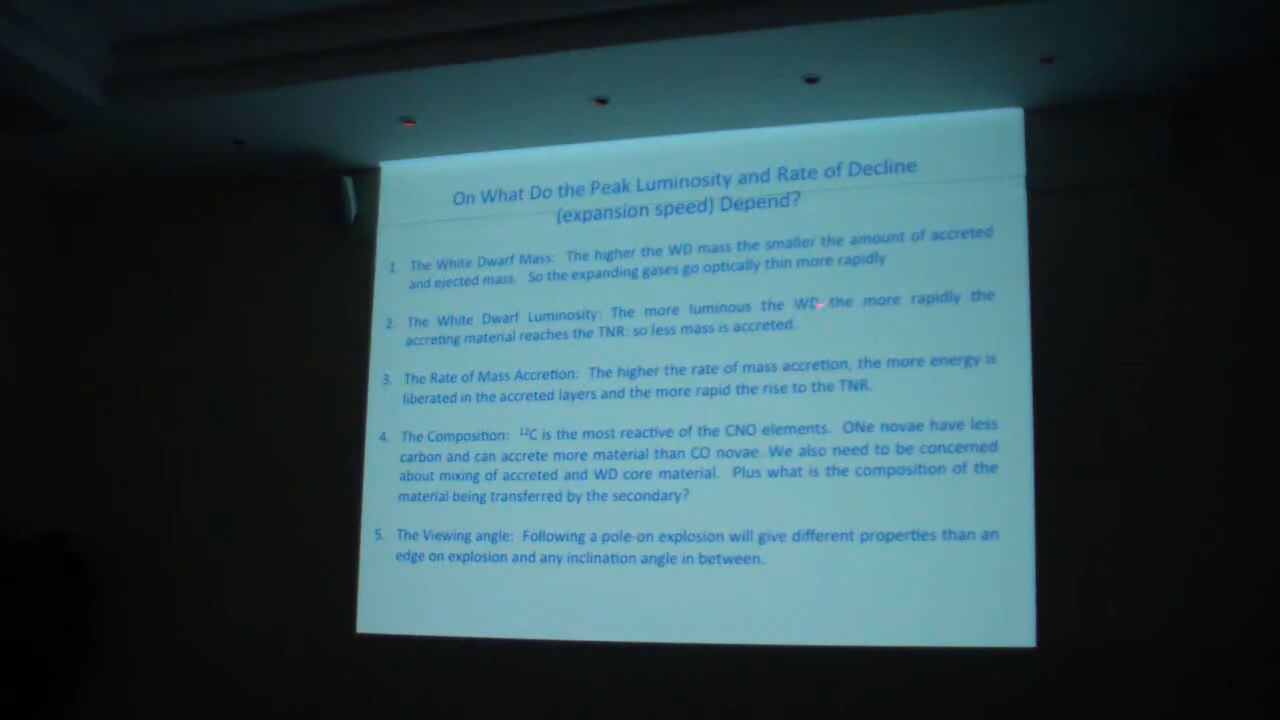 On What Do the Peak Luminosity and Rate of Decline
(expansion speed) Depend?
1. The White Dwarf Mass: The higher the WD mass the smaller the amount of accreted
and ejected mass. So the expanding gases go optically thin more rapidly
2. The White Dwarf Luminosity: The more luminous the WD the more rapidly the
accreting material reaches the TNR: so less mass is accreted.
3. The Rate of Mass Accretion: The higher the rate of mass accretion, the more energy is
liberated in the accreted layers and the more rapid the rise to the TNR.
4. The Composition: ¹²C is the most reactive of the CNO elements. ONe novae have less
carbon and can accrete more material than CO novae. We also need to be concerned
about mixing of accreted and WD core material. Plus what is the composition of the
material being transferred by the secondary?
5. The Viewing angle: Following a pole-on explosion will give different properties than an
edge on explosion and any inclination angle in between.